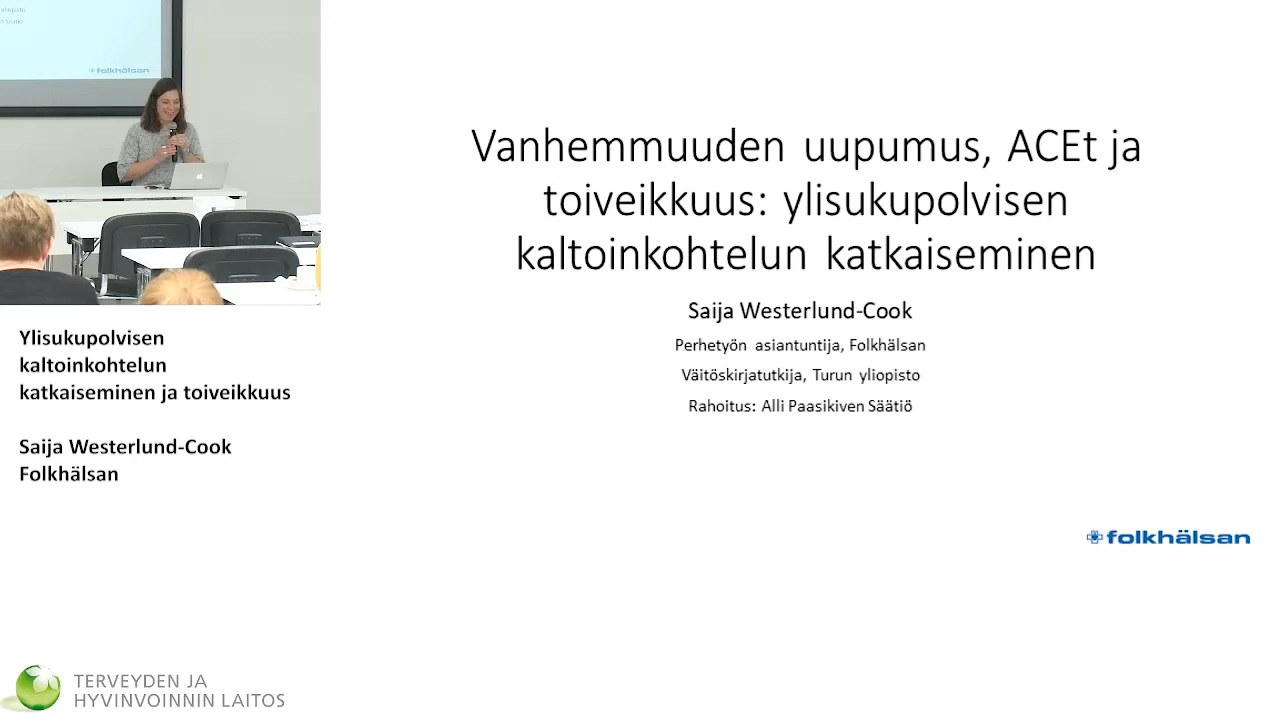 folkhälsan
Vanhemmuuden uupumus, ACEt ja
toiveikkuus: ylisukupolvisen
kaltoinkohtelun katkaiseminen
Saija Westerlund-Cook
Perhetyön asiantuntija, Folkhälsan
Väitöskirjatutkija, Turun yliopisto
Rahoitus: Alli Paasikiven Säätiö
folkhälsan
Ylisukupolvisen
kaltoinkohtelun
katkaiseminen ja toiveikkuus
Saija Westerlund-Cook
Folkhälsan
TERVEYDEN JA
HYVINVOINNIN LAITOS